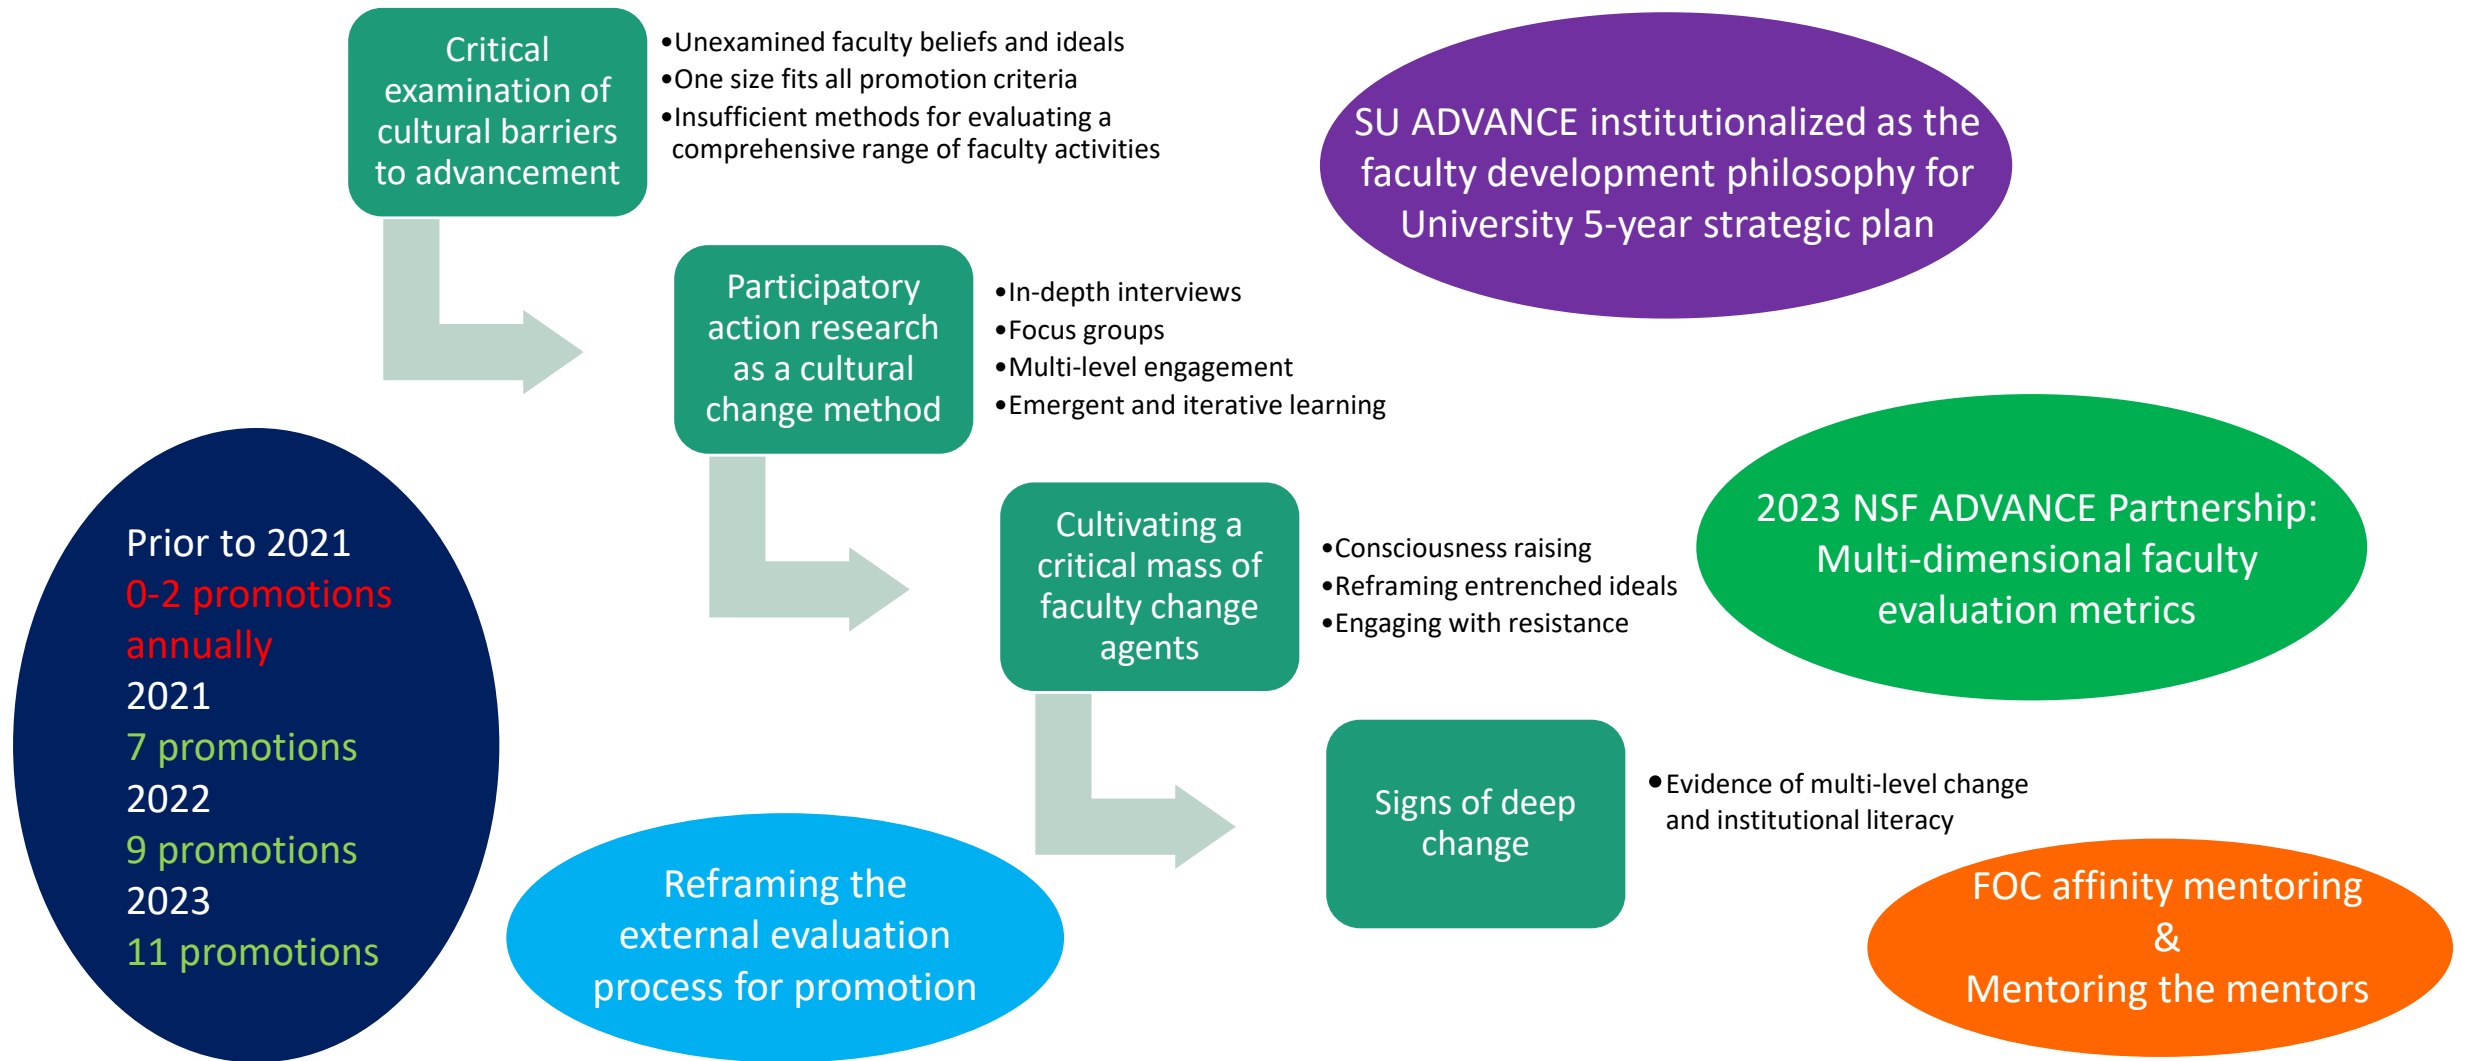 Critical
examination of
cultural barriers
to advancement
•Unexamined faculty beliefs and ideals
•One size fits all promotion criteria
•Insufficient methods for evaluating a
comprehensive range of faculty activities
SU ADVANCE institutionalized as the
faculty development philosophy for
University 5-year strategic plan
Participatory
action research
as a cultural
change method
•In-depth interviews
•Focus groups
•Multi-level engagement
•Emergent and iterative learning
Prior to 2021
0-2 promotions
annually
2021
7 promotions
2022
9 promotions
2023
11 promotions
Cultivating a
critical mass of
faculty change
agents
•Consciousness raising
•Reframing entrenched ideals
•Engaging with resistance
2023 NSF ADVANCE Partnership:
Multi-dimensional faculty
evaluation metrics
Signs of deep
change
•Evidence of multi-level change
and institutional literacy
Reframing the
external evaluation
process for promotion
FOC affinity mentoring
&
Mentoring the mentors